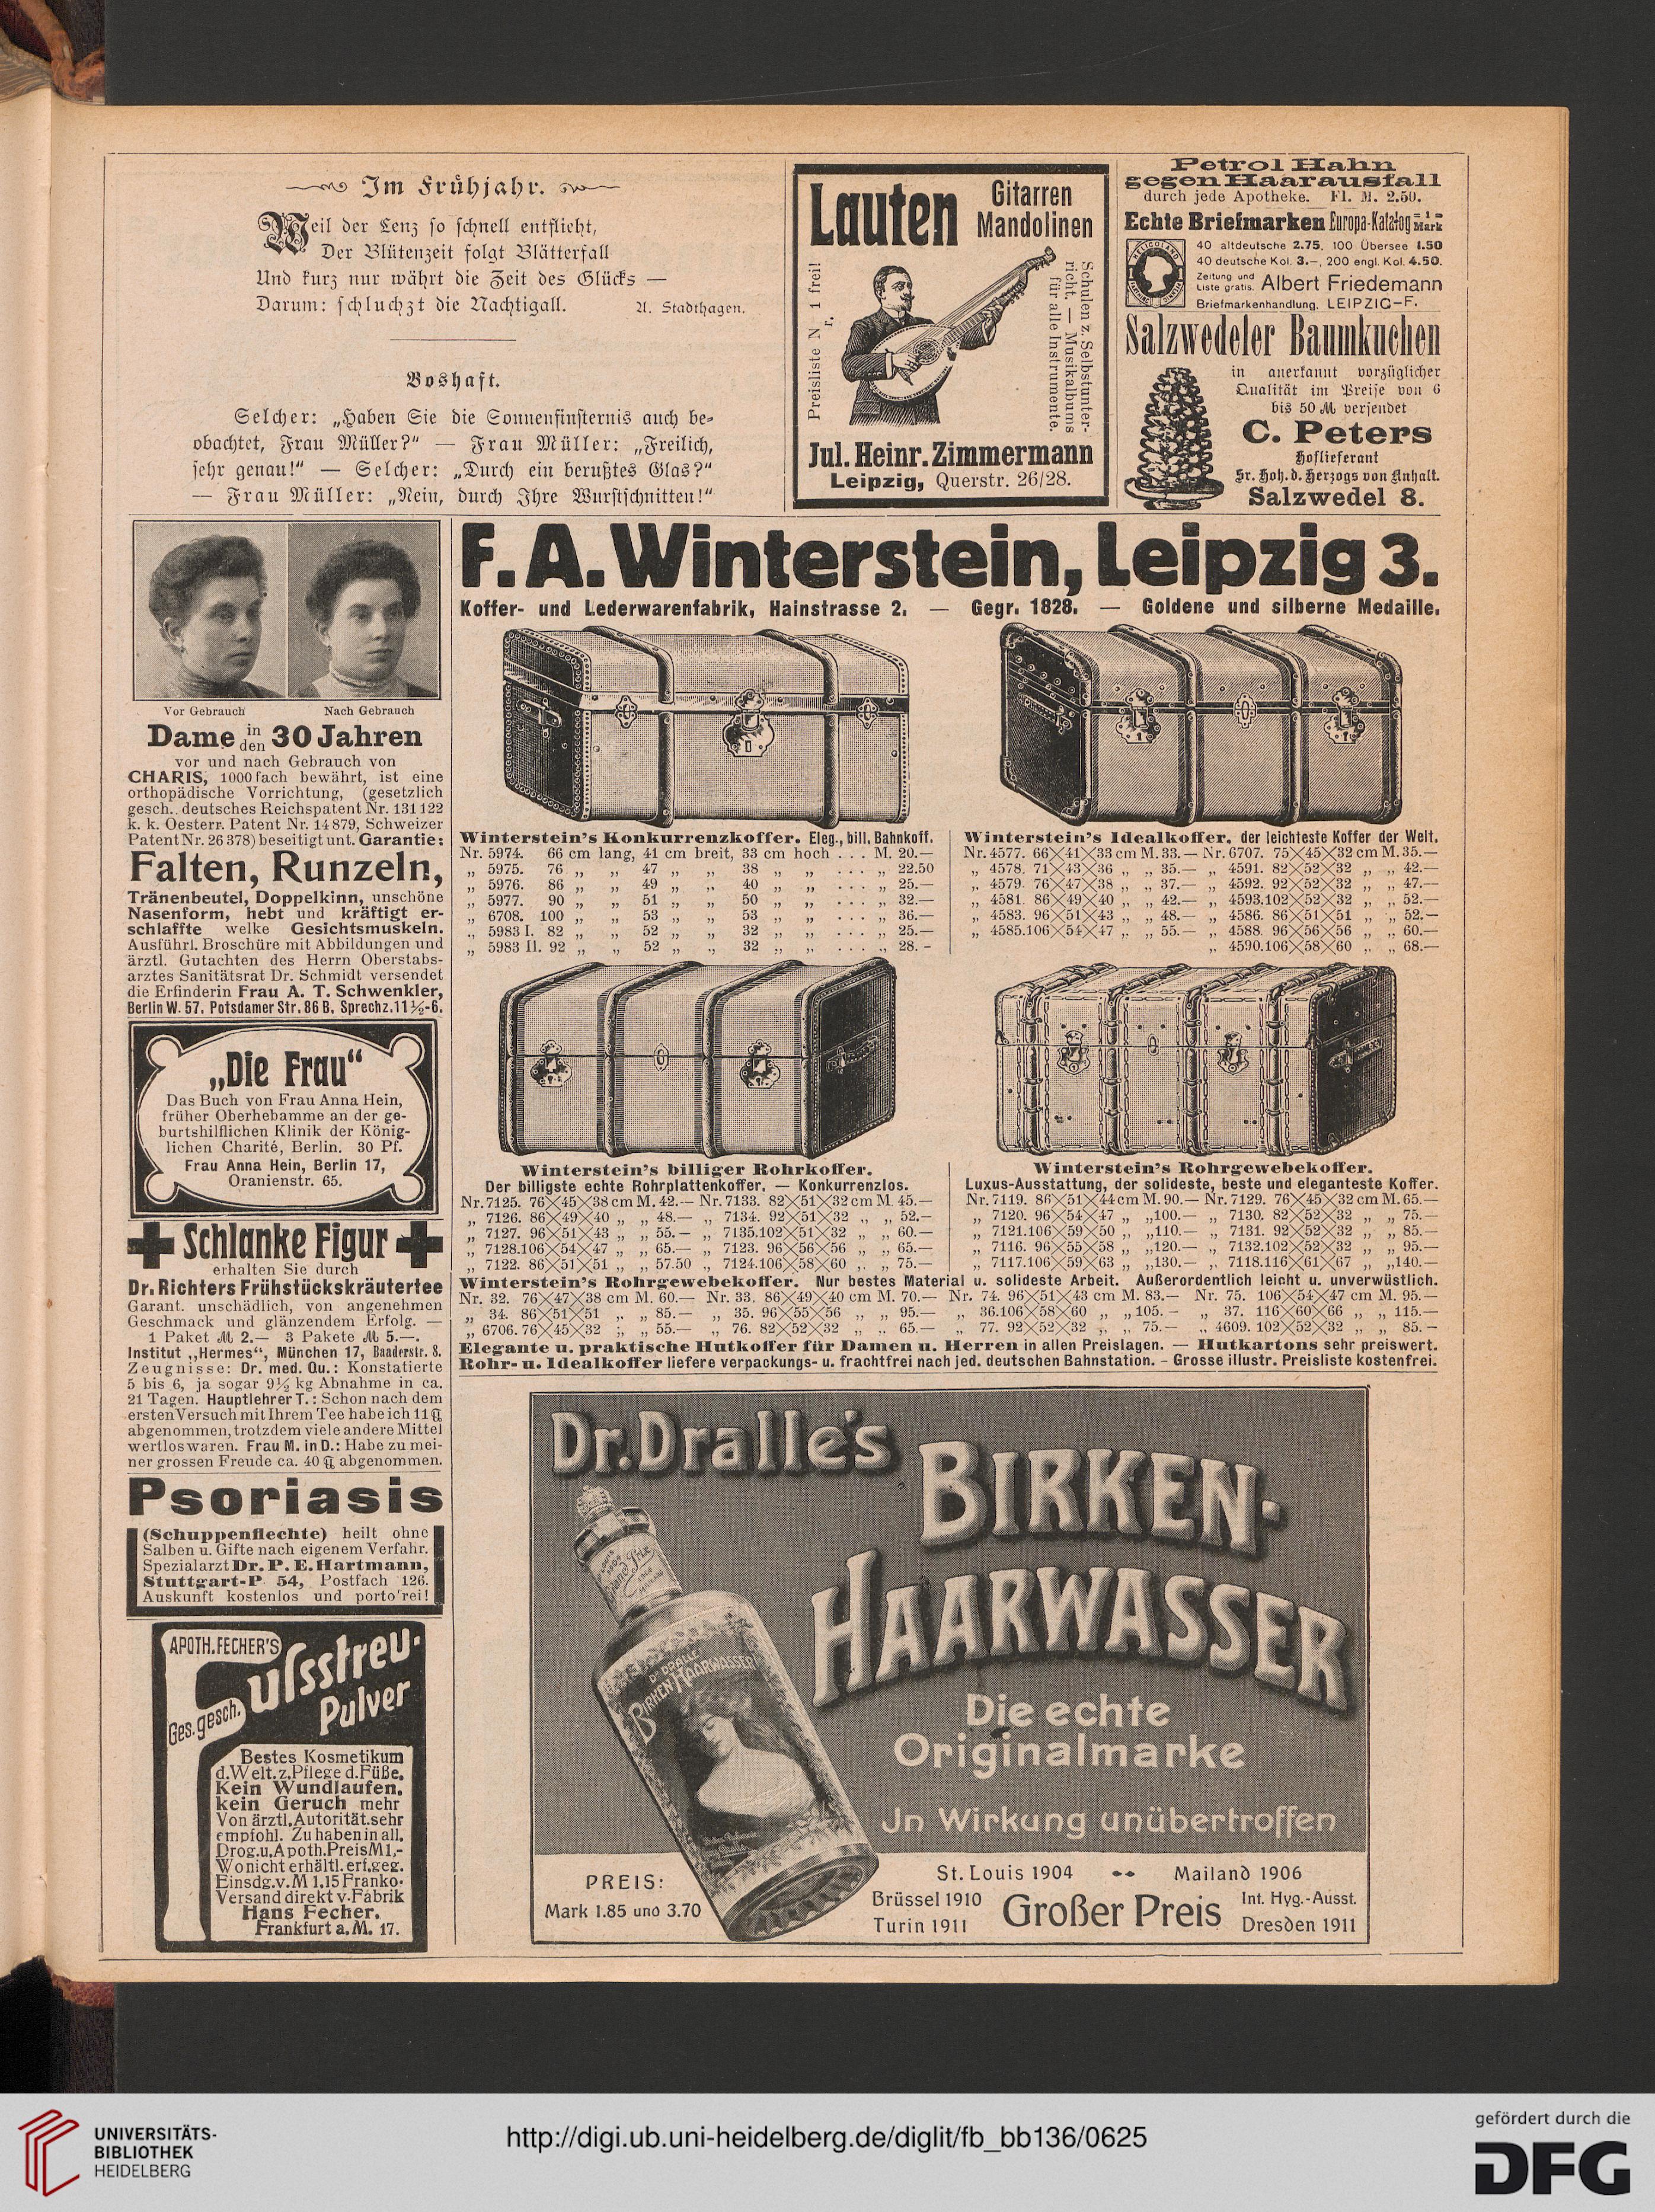 Im Frühjahr.
Weil der Lenz so schnell entflieht,
Der Blütenzeit folgt Blätterfall
Und kurz nur währt die Zeit des Glücks —
Darum: schluchzt die Nachtigall.
A. Stadthagen.
Boshaft.
Selcher: „Haben Sie die Sonnenfinsternis auch be-
obachtet, Frau Müller?“ — Frau Müller: „Freilich,
sehr genau!“ — Selcher: „Durch ein berußtes Glas?“
— Frau Müller: „Nein, durch Ihre Wurstschnitten!“
Lauten
Gitarren
Mandolinen
Preisliste Nr. 1 frei!
Schulen z. Selbstunter-
richt. — Musikalbums
für alle Instrumente.
Jul. Heinr. Zimmermann
Leipzig, Querstr. 26/28.
Petrol Hahn
gegen Haarausfall
durch jede Apotheke. Fl. M. 2.50.
Echte Briefmarken Europa-Katalog = 1 = Mark
HELIGOLAND
40 altdeutsche 2.75, 100 Übersee 1.50
40 deutsche Kol. 3.—, 200 engl. Kol. 4.50.
Zeitung und Liste gratis. Albert Friedemann
Briefmarkenhandlung, LEIPZIG-F.
Salzwedeler Baumkuchen
in anerkannt vorzüglicher
Qualität im Preise von 6
bis 50 M versendet
C. Peters
Hoflieferant
Sr. Hoh. d. Herzogs von Anhalt.
Salzwedel 8.
Vor Gebrauch Nach Gebrauch
Dame in den 30 Jahren
vor und nach Gebrauch von
CHARIS, 1000fach bewährt, ist eine
orthopädische Vorrichtung, (gesetzlich
gesch., deutsches Reichspatent Nr. 131122
k. k. Oesterr. Patent Nr. 14879, Schweizer
Patent Nr. 26378) beseitigt unt. Garantie:
Falten, Runzeln,
Tränenbeutel, Doppelkinn, unschöne
Nasenform, hebt und kräftigt er-
schlaffte welke Gesichtsmuskeln.
Ausführl. Broschüre mit Abbildungen und
ärztl. Gutachten des Herrn Oberstabs-
arztes Sanitätsrat Dr. Schmidt versendet
die Erfinderin Frau A. T. Schwenkler,
Berlin W. 57, Potsdamer Str. 86 B, Sprechz. 11½-6.
„Die Frau“
Das Buch von Frau Anna Hein,
früher Oberhebamme an der ge-
burtshilflichen Klinik der König-
lichen Charité, Berlin. 30 Pf.
Frau Anna Hein, Berlin 17,
Oranienstr. 65.
Schlanke Figur
erhalten Sie durch
Dr. Richters Frühstückskräutertee
Garant. unschädlich, von angenehmen
Geschmack und glänzendem Erfolg. —
1 Paket M 2.— 3 Pakete M 5.—.
Institut „Hermes“, München 17, Baaderstr. 8.
Zeugnisse: Dr. med. Qu.: Konstatierte
5 bis 6, ja sogar 9½ kg Abnahme in ca.
21 Tagen. Hauptlehrer T.: Schon nach dem
ersten Versuch mit Ihrem Tee habe ich 11 ℔
abgenommen, trotzdem viele andere Mittel
wertlos waren. Frau M. in D.: Habe zu mei-
ner grossen Freude ca. 40 ℔ abgenommen.
Psoriasis
(Schuppenflechte) heilt ohne
Salben u. Gifte nach eigenem Verfahr.
Spezialarzt Dr. P. E. Hartmann,
Stuttgart-P 54, Postfach 126.
Auskunft kostenlos und porto'rei!
APOTH. FECHER'S
Fussstreu-
Pulver
Ges. gesch.
Bestes Kosmetikum
d. Welt. z. Pflege d. Füße.
Kein Wundlaufen,
kein Geruch mehr
Von ärztl. Autorität. sehr
empfohl. Zu haben in all.
Drog. u. Apoth. Preis M 1,-
Wo nicht erhältl. erf. geg.
Einsdg. v. M 1.15 Franko-
Versand direkt v. Fabrik
Hans Fecher.
Frankfurt a. M. 17.
F. A. Winterstein, Leipzig 3.
Koffer- und Lederwarenfabrik, Hainstrasse 2. — Gegr. 1828. — Goldene und silberne Medaille.
Winterstein's Konkurrenzkoffer. Eleg., bill. Bahnkoff.
Nr. 5974. 66 cm lang, 41 cm breit, 33 cm hoch . . . M. 20.—
„ 5975. 76 „ „ 47 „ „ 38 „ „ . . . „ 22.50
„ 5976. 86 „ „ 49 „ „ 40 „ „ . . . „ 25.—
„ 5977. 90 „ „ 51 „ „ 50 „ „ . . . „ 32.—
„ 6708. 100 „ „ 53 „ „ 53 „ „ . . . „ 36.—
„ 5983 I. 82 „ „ 52 „ „ 32 „ „ . . . „ 25.—
„ 5983 II. 92 „ „ 52 „ „ 32 „ „ . . . „ 28.-
Winterstein's Idealkoffer, der leichteste Koffer der Welt.
Nr. 4577. 66×41×33 cm M. 33.— Nr. 6707. 75×45×32 cm M. 35.—
„ 4578. 71×43×36 „ „ 35.— „ 4591. 82×52×32 „ „ 42.—
„ 4579. 76×47×38 „ „ 37.— „ 4592. 92×52×32 „ „ 47.—
„ 4581. 86×49×40 „ „ 42.— „ 4593. 102×52×32 „ „ 52.—
„ 4583. 96×51×43 „ „ 48.— „ 4586. 86×51×51 „ „ 52.—
„ 4585. 106×54×47 „ „ 55.— „ 4588. 96×56×56 „ „ 60.—
„ 4590. 106×58×60 „ „ 68.—
Winterstein's billiger Rohrkoffer.
Der billigste echte Rohrplattenkoffer. — Konkurrenzlos.
Nr. 7125. 76×45×38 cm M. 42.— Nr. 7133. 82×51×32 cm M. 45.—
„ 7126. 86×49×40 „ „ 48.— „ 7134. 92×51×32 „ „ 52.—
„ 7127. 96×51×43 „ „ 55.— „ 7135. 102×51×32 „ „ 60.—
„ 7128. 106×54×47 „ „ 65.— „ 7123. 96×56×56 „ „ 65.—
„ 7122. 86×51×51 „ „ 57.50 „ 7124. 106×58×60 „ „ 75.—
Winterstein's Rohrgewebekoffer.
Luxus-Ausstattung, der solideste, beste und eleganteste Koffer.
Nr. 7119. 86×51×44 cm M. 90.— Nr. 7129. 76×45×32 cm M. 65.—
„ 7120. 96×54×47 „ „ 100.— „ 7130. 82×52×32 „ „ 75.—
„ 7121. 106×59×50 „ „ 110.— „ 7131. 92×52×32 „ „ 85.—
„ 7116. 96×55×58 „ „ 120.— „ 7132. 102×52×32 „ „ 95.—
„ 7117. 106×59×63 „ „ 130.— „ 7118. 116×61×67 „ „ 140.—
Winterstein's Rohrgewebekoffer. Nur bestes Material u. solideste Arbeit. Außerordentlich leicht u. unverwüstlich.
Nr. 32. 76×47×38 cm M. 60.— Nr. 33. 86×49×40 cm M. 70.— Nr. 74. 96×51×43 cm M. 83.— Nr. 75. 106×54×47 cm M. 95.—
„ 34. 86×51×51 „ „ 85.— „ 35. 96×55×56 „ „ 95.— „ 36. 106×58×60 „ „ 105.- „ 37. 116×60×66 „ „ 115.—
„ 6706. 76×45×32 „ „ 55.— „ 76. 82×52×32 „ „ 65.— „ 77. 92×52×32 „ „ 75.— „ 4609. 102×52×32 „ „ 85.-
Elegante u. praktische Hutkoffer für Damen u. Herren in allen Preislagen. — Hutkartons sehr preiswert.
Rohr- u. Idealkoffer liefere verpackungs- u. frachtfrei nach jed. deutschen Bahnstation. - Grosse illustr. Preisliste kostenfrei.
Dr. Dralle's
BIRKEN-
HAARWASSER
Grand Prix
DR DRALLE
BIRKEN HAARWASSER
Die echte
Originalmarke
In Wirkung unübertroffen
PREIS:
Mark 1.85 und 3.70
St. Louis 1904 Mailand 1906
Brüssel 1910
Turin 1911
Großer Preis
Int. Hyg.-Ausst.
Dresden 1911
UNIVERSITÄTS-
BIBLIOTHEK
HEIDELBERG
http://digi.ub.uni-heidelberg.de/diglit/fb_bb136/0625
gefördert durch die
DFG